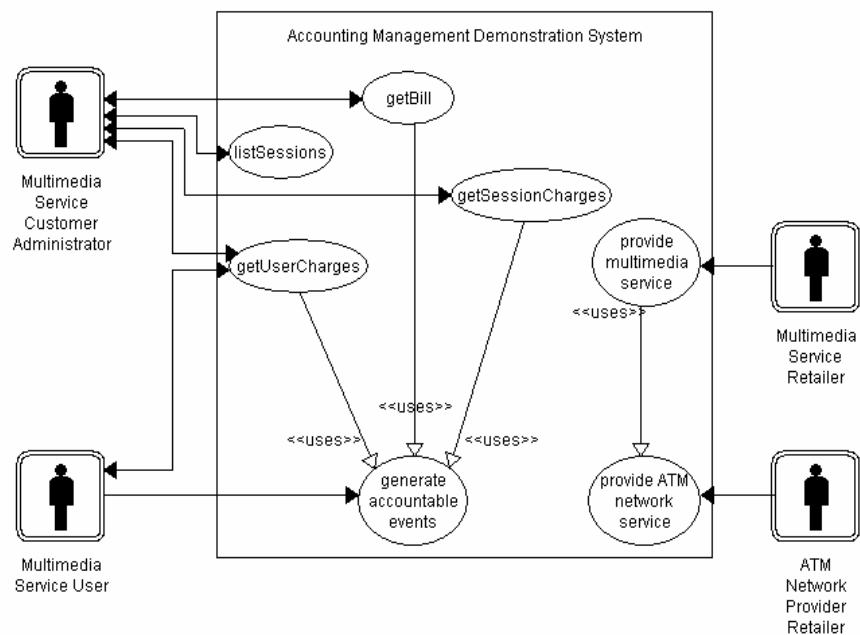 Accounting Management Demonstration System
getBill
listSessions
Multimedia
Service
Customer
Administrator
getSessionCharges
getUserCharges
provide
multimedia
service
<<uses>>
Multimedia
Service
Retailer
<<uses>>
<<uses>>
<<uses>>
generate
accountable
events
provide ATM
network
service
Multimedia
Service User
ATM
Network
Provider
Retailer